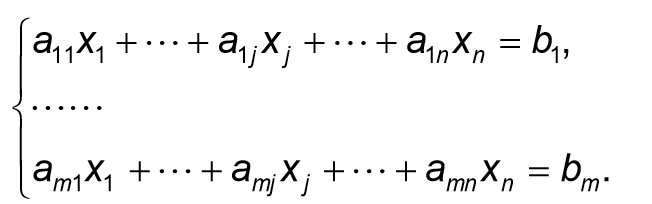 a₁₁x₁ + ⋯ + a₁ⱼxⱼ + ⋯ + a₁ₙxₙ = b₁,
⋯⋯
aₘ₁x₁ + ⋯ + aₘⱼxⱼ + ⋯ + aₘₙxₙ = bₘ.